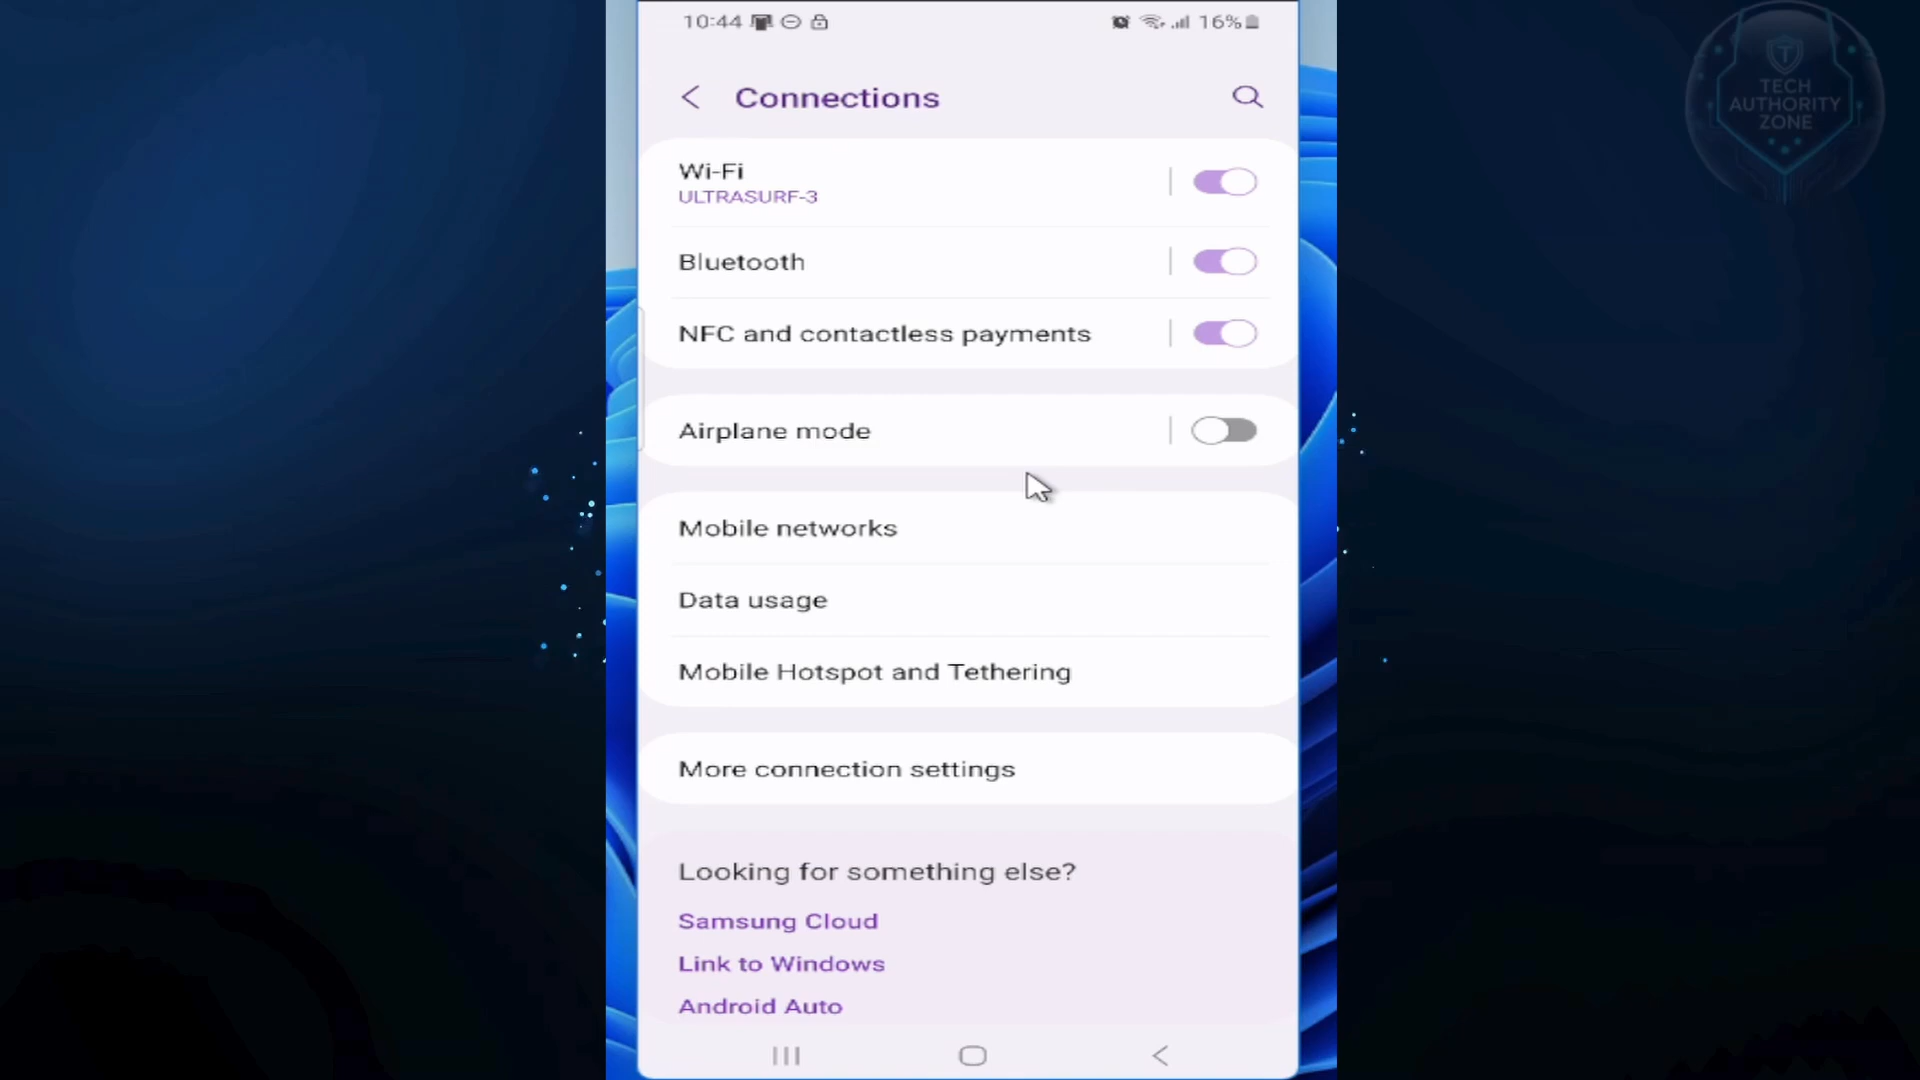 10:44
16%
Connections
Wi-Fi
ULTRASURF-3
Bluetooth
NFC and contactless payments
Airplane mode
Mobile networks
Data usage
Mobile Hotspot and Tethering
More connection settings
Looking for something else?
Samsung Cloud
Link to Windows
Android Auto
T
TECH
AUTHORITY
ZONE